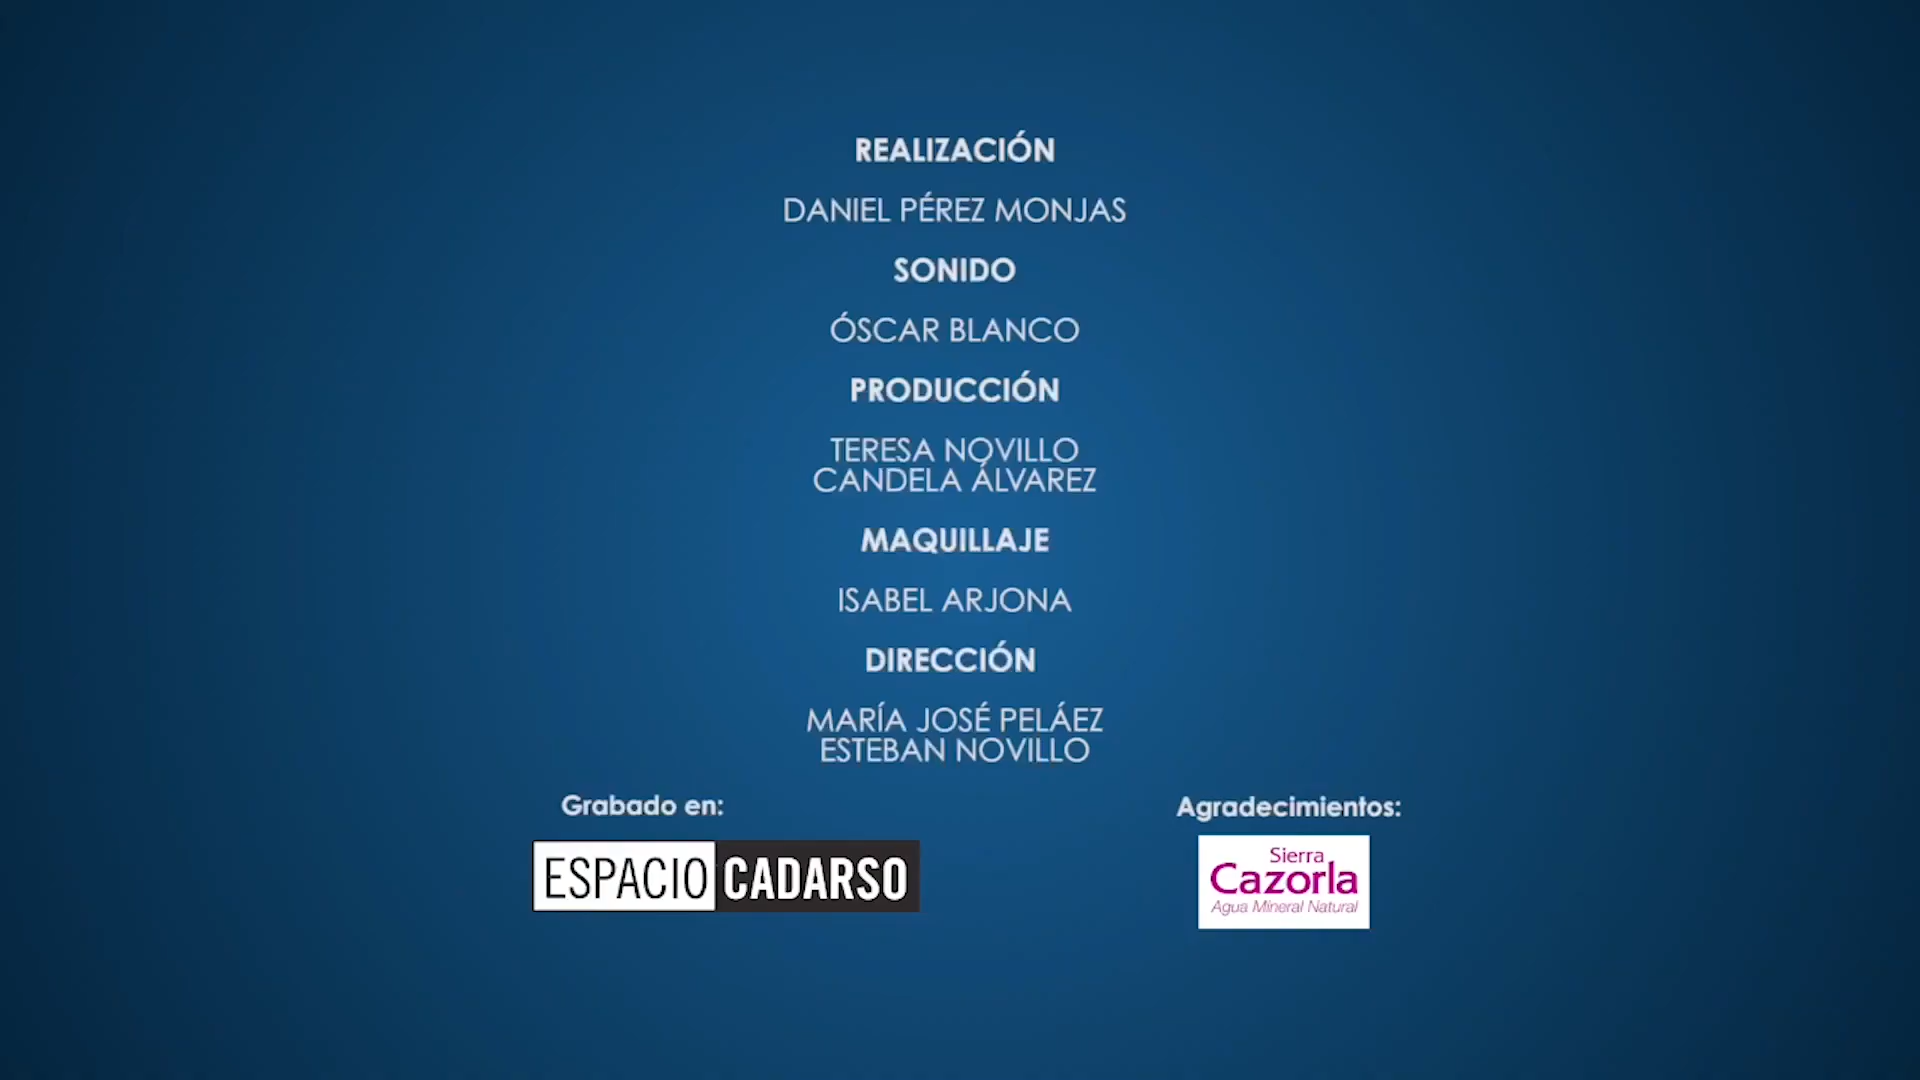 REALIZACIÓN
DANIEL PÉREZ MONJAS
SONIDO
ÓSCAR BLANCO
PRODUCCIÓN
TERESA NOVILLO
CANDELA ÁLVAREZ
MAQUILLAJE
ISABEL ARJONA
DIRECCIÓN
MARÍA JOSÉ PELÁEZ
ESTEBAN NOVILLO
Grabado en:
ESPACIO CADARSO
Agradecimientos:
Sierra
Cazorla
Agua Mineral Natural